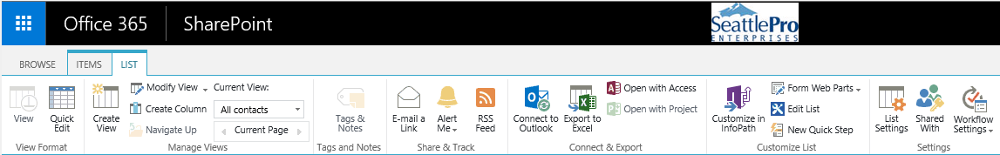 Office 365 SharePoint SeattlePro
ENTERPRISES
BROWSE ITEMS LIST
View
Quick
Edit
Create
View
Modify View
Create Column
Navigate Up
Current View:
All contacts
Current Page
Tags &
Notes
E-mail a
Link
Alert
Me
RSS
Feed
Connect to
Outlook
Export to
Excel
Open with Access
Open with Project
Customize in
InfoPath
Form Web Parts
Edit List
New Quick Step
List
Settings
Shared
With
Workflow
Settings
View Format Manage Views Tags and Notes Share & Track Connect & Export Customize List Settings